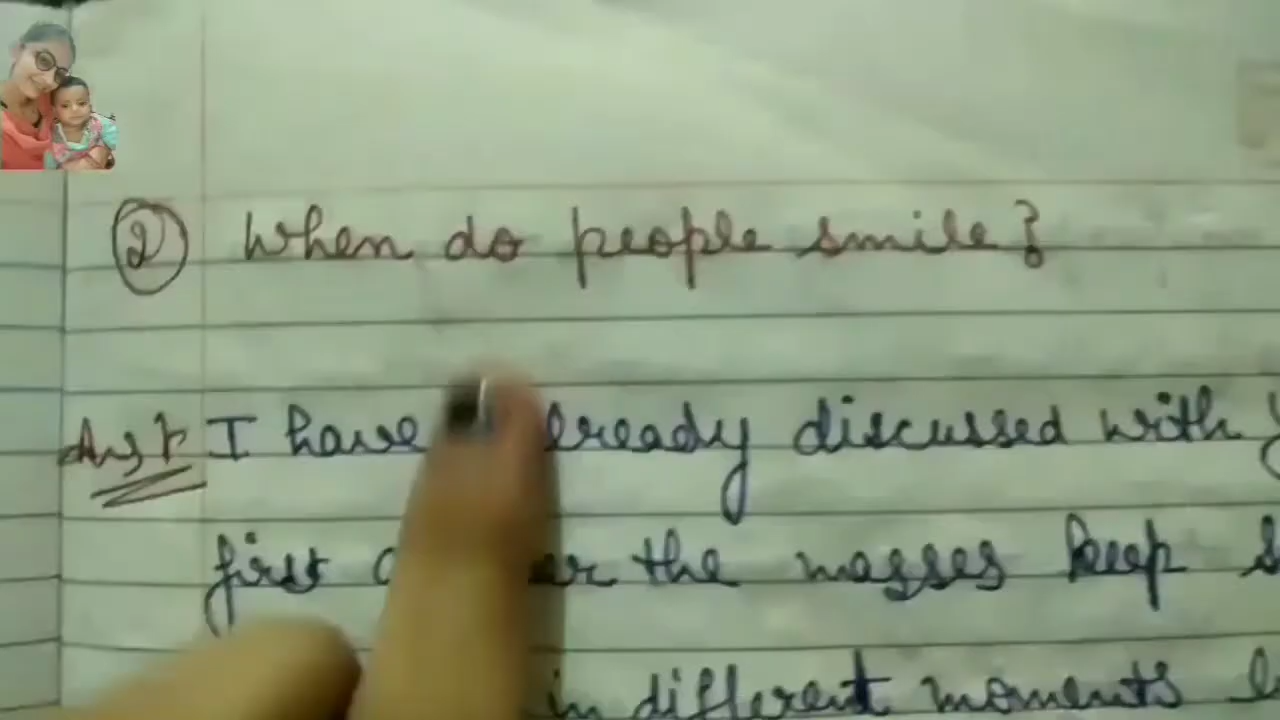 ② When do people smile?
Ans:- I have already discussed with
first the masses keep
in different moments